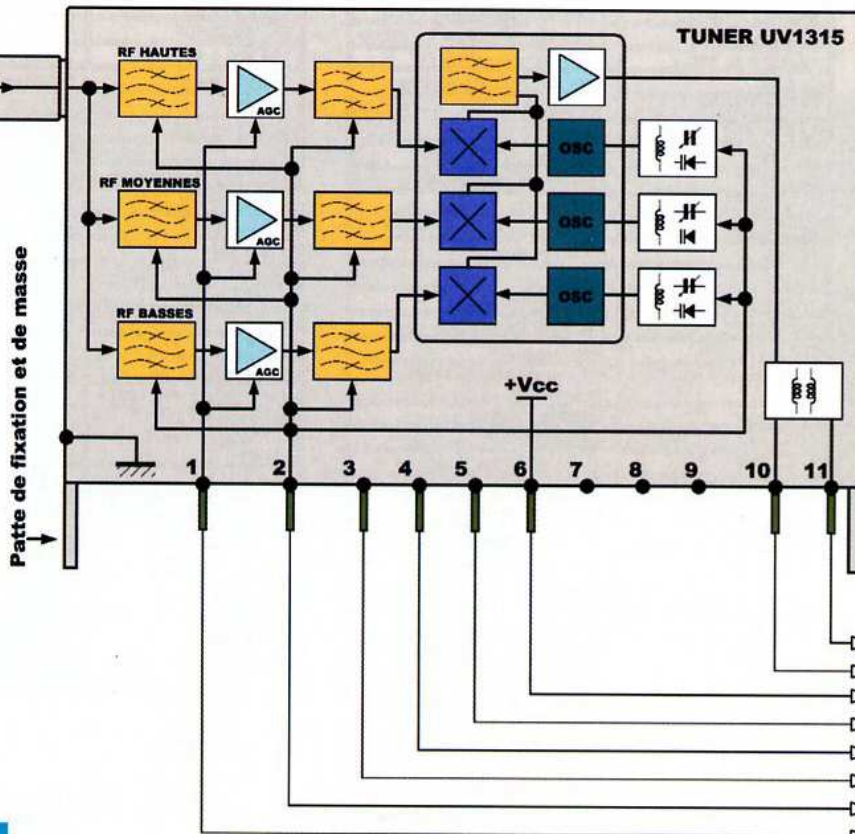 TUNER UV1315
RF HAUTES
AGC
OSC
RF MOYENNES
AGC
OSC
RF BASSES
AGC
OSC
Patte de fixation et de masse
+Vcc
1 2 3 4 5 6 7 8 9 10 11